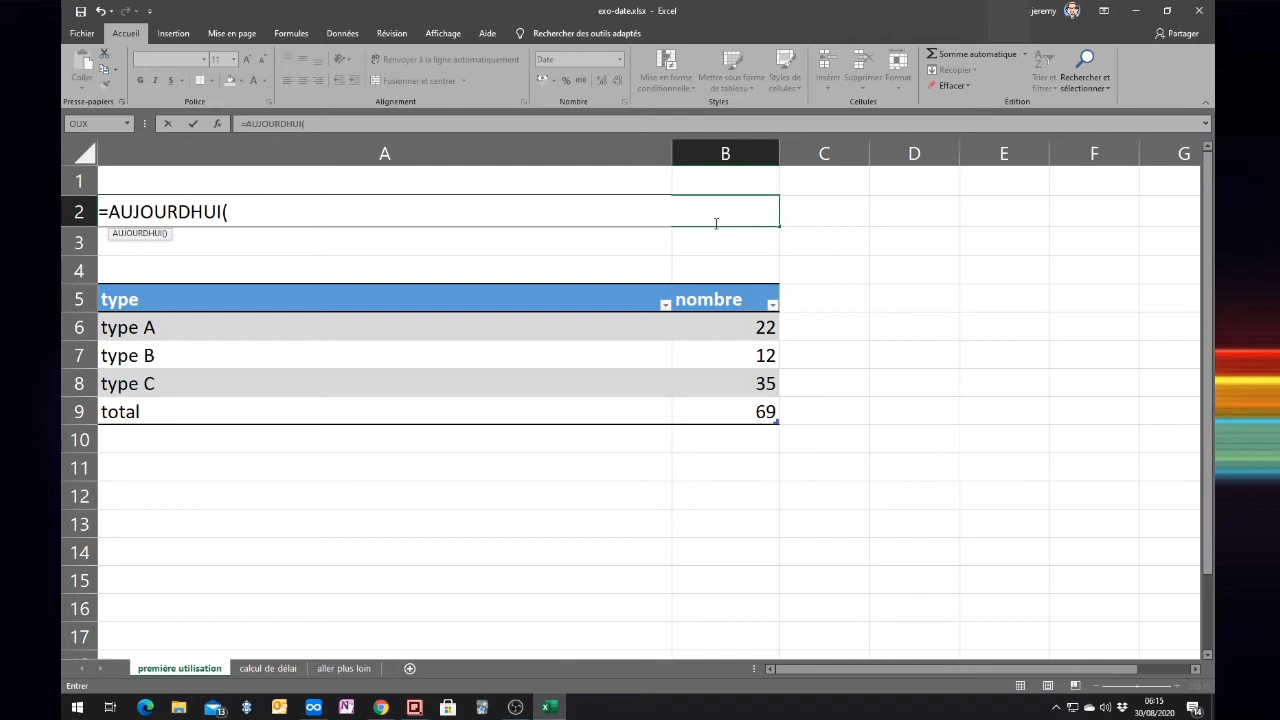 exo-date.xlsx - Excel
jeremy
Fichier Accueil Insertion Mise en page Formules Données Révision Affichage Aide Rechercher des outils adaptés Partager
Coller
11
Renvoyer à la ligne automatiquement
Fusionner et centrer
Date
Mise en forme conditionnelle
Mettre sous forme de tableau
Styles de cellules
Insérer Supprimer Format
Somme automatique
Recopier
Effacer
Trier et filtrer
Rechercher et sélectionner
Presse-papiers Police Alignement Nombre Styles Cellules Édition
OUX
=AUJOURDHUI(
A B C D E F G
1
2 =AUJOURDHUI(
AUJOURDHUI()
3
4
5 type nombre
6 type A 22
7 type B 12
8 type C 35
9 total 69
10
11
12
13
14
15
16
17
première utilisation calcul de délai aller plus loin
Entrer
13
06:15
30/08/2020
14